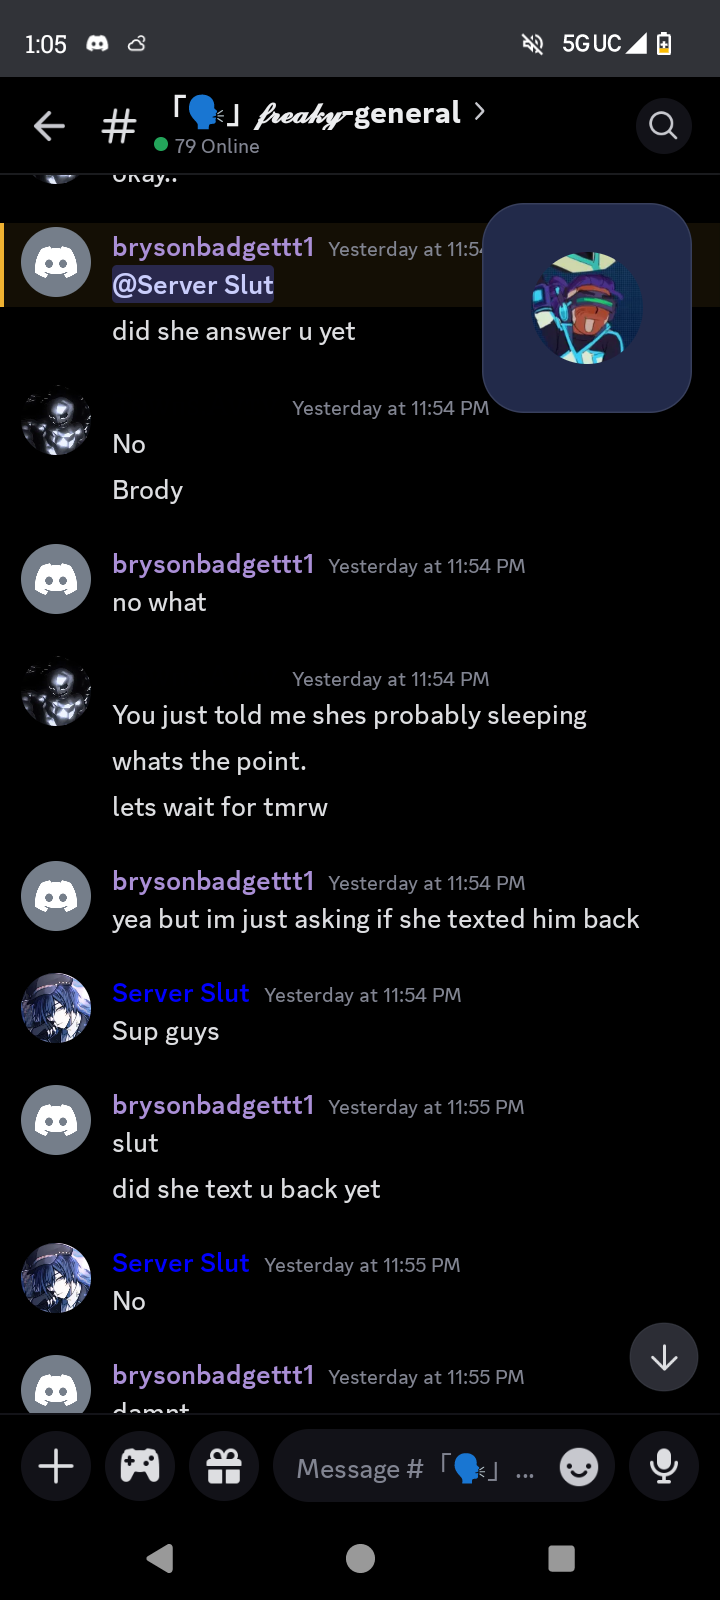 1:05 5G UC
# 「🗣️」 𝒻𝓇𝑒𝒶𝓀𝓎-general
79 Online
okay..
brysonbadgettt1 Yesterday at 11:54
@Server Slut
did she answer u yet
Yesterday at 11:54 PM
No
Brody
brysonbadgettt1 Yesterday at 11:54 PM
no what
Yesterday at 11:54 PM
You just told me shes probably sleeping
whats the point.
lets wait for tmrw
brysonbadgettt1 Yesterday at 11:54 PM
yea but im just asking if she texted him back
Server Slut Yesterday at 11:54 PM
Sup guys
brysonbadgettt1 Yesterday at 11:55 PM
slut
did she text u back yet
Server Slut Yesterday at 11:55 PM
No
brysonbadgettt1 Yesterday at 11:55 PM
damnt
Message #「🗣️」 ...